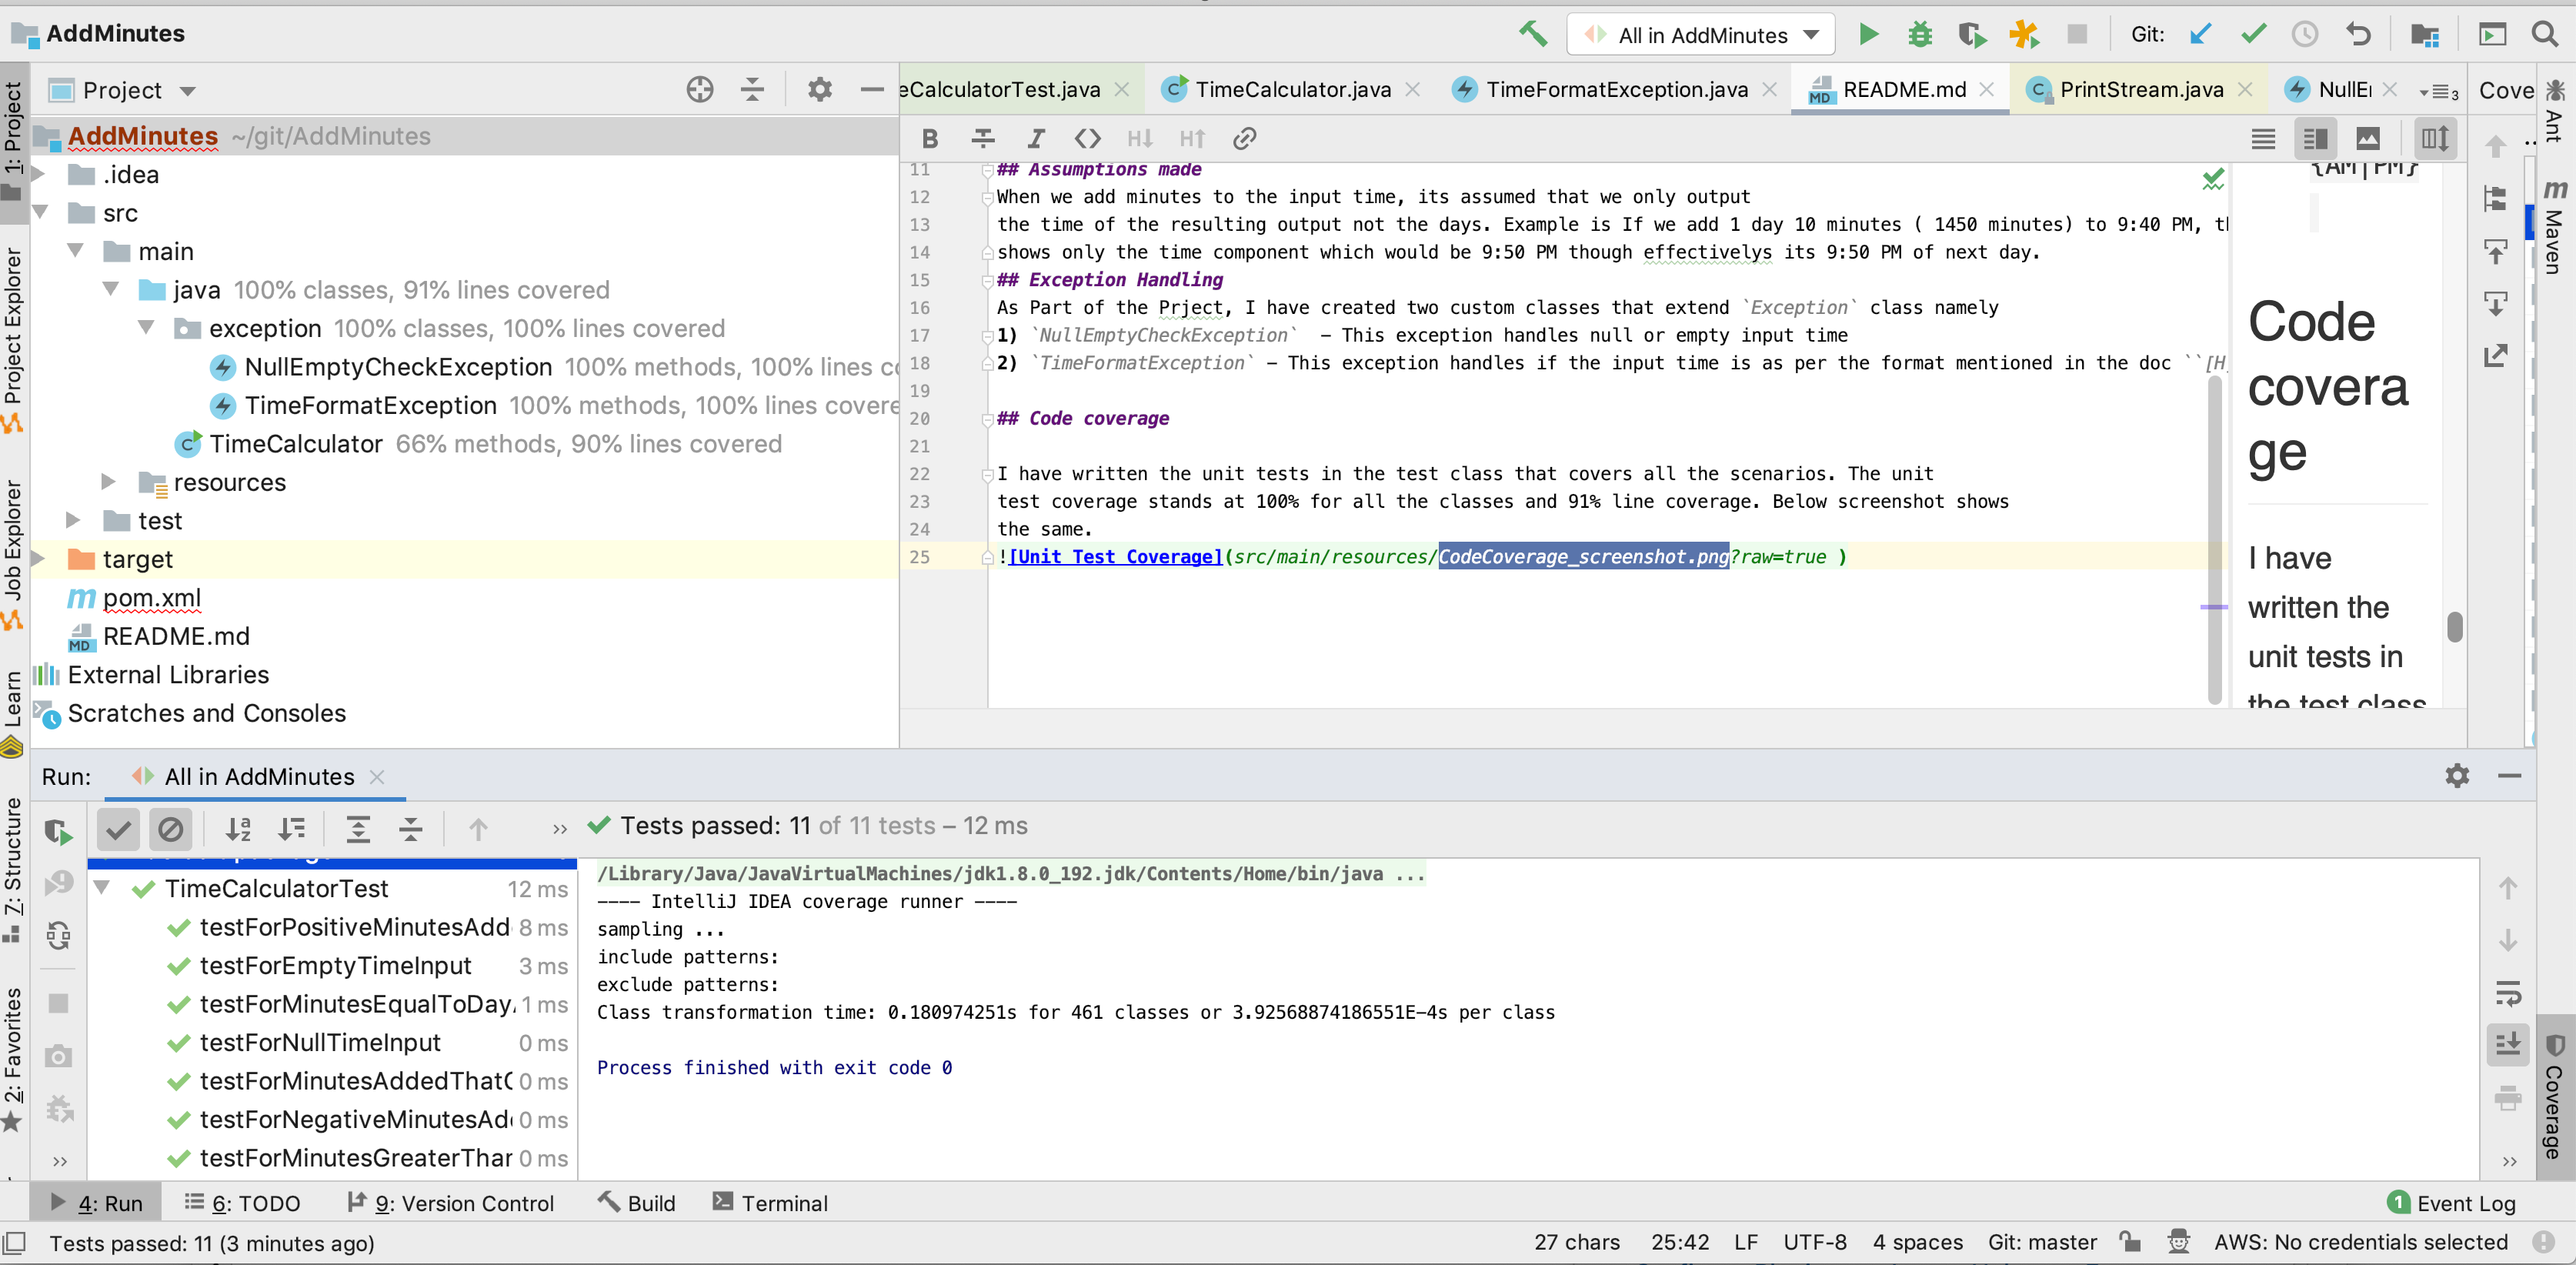 AddMinutes
All in AddMinutes
Git:
Project
eCalculatorTest.java
TimeCalculator.java
TimeFormatException.java
MD README.md
PrintStream.java
3
Cove
AddMinutes ~/git/AddMinutes
.idea
src
main
java 100% classes, 91% lines covered
exception 100% classes, 100% lines covered
NullEmptyCheckException 100% methods, 100% lines c
TimeFormatException 100% methods, 100% lines covere
TimeCalculator 66% methods, 90% lines covered
resources
test
target
pom.xml
MD README.md
External Libraries
Scratches and Consoles
1: Project
Project Explorer
Job Explorer
Learn
7: Structure
2: Favorites
B I <> H↓ H↑
11 ## Assumptions made
12 When we add minutes to the input time, its assumed that we only output
13 the time of the resulting output not the days. Example is If we add 1 day 10 minutes ( 1450 minutes) to 9:40 PM, t
14 shows only the time component which would be 9:50 PM though effectivelys its 9:50 PM of next day.
15 ## Exception Handling
16 As Part of the Prject, I have created two custom classes that extend `Exception` class namely
17 1) `NullEmptyCheckException` – This exception handles null or empty input time
18 2) `TimeFormatException` – This exception handles if the input time is as per the format mentioned in the doc ``[H
19
20 ## Code coverage
21
22 I have written the unit tests in the test class that covers all the scenarios. The unit
23 test coverage stands at 100% for all the classes and 91% line coverage. Below screenshot shows
24 the same.
25 ![Unit Test Coverage](src/main/resources/CodeCoverage_screenshot.png?raw=true )
{AM|PM}
Code
covera
ge
I have
written the
unit tests in
the test class
Ant
Maven
Coverage
Run: All in AddMinutes
Tests passed: 11 of 11 tests – 12 ms
TimeCalculatorTest 12 ms
testForPositiveMinutesAdd 8 ms
testForEmptyTimeInput 3 ms
testForMinutesEqualToDay 1 ms
testForNullTimeInput 0 ms
testForMinutesAddedThat 0 ms
testForNegativeMinutesAd 0 ms
testForMinutesGreaterThan 0 ms
/Library/Java/JavaVirtualMachines/jdk1.8.0_192.jdk/Contents/Home/bin/java ...
---- IntelliJ IDEA coverage runner ----
sampling ...
include patterns:
exclude patterns:
Class transformation time: 0.180974251s for 461 classes or 3.92568874186551E-4s per class
Process finished with exit code 0
4: Run
6: TODO
9: Version Control
Build
Terminal
1 Event Log
Tests passed: 11 (3 minutes ago)
27 chars 25:42 LF UTF-8 4 spaces Git: master AWS: No credentials selected